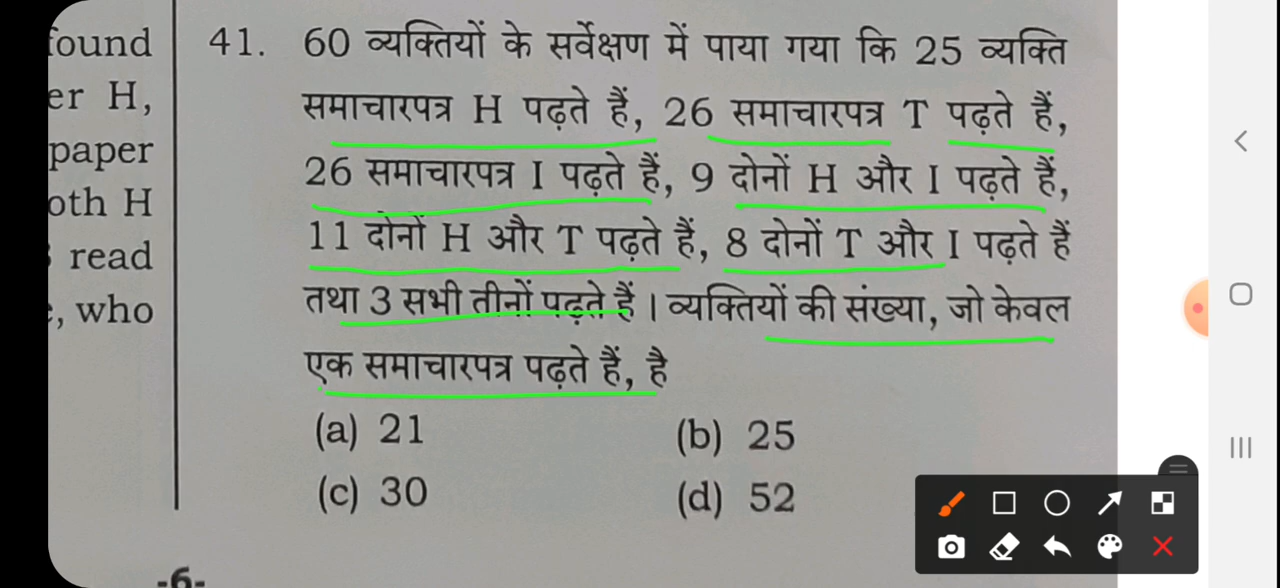 found
er H,
paper
oth H
read
, who
41. 60 व्यक्तियों के सर्वेक्षण में पाया गया कि 25 व्यक्ति
समाचारपत्र H पढ़ते हैं, 26 समाचारपत्र T पढ़ते हैं,
26 समाचारपत्र I पढ़ते हैं, 9 दोनों H और I पढ़ते हैं,
11 दोनों H और T पढ़ते हैं, 8 दोनों T और I पढ़ते हैं
तथा 3 सभी तीनों पढ़ते हैं । व्यक्तियों की संख्या, जो केवल
एक समाचारपत्र पढ़ते हैं, है
(a) 21 (b) 25
(c) 30 (d) 52
-6-